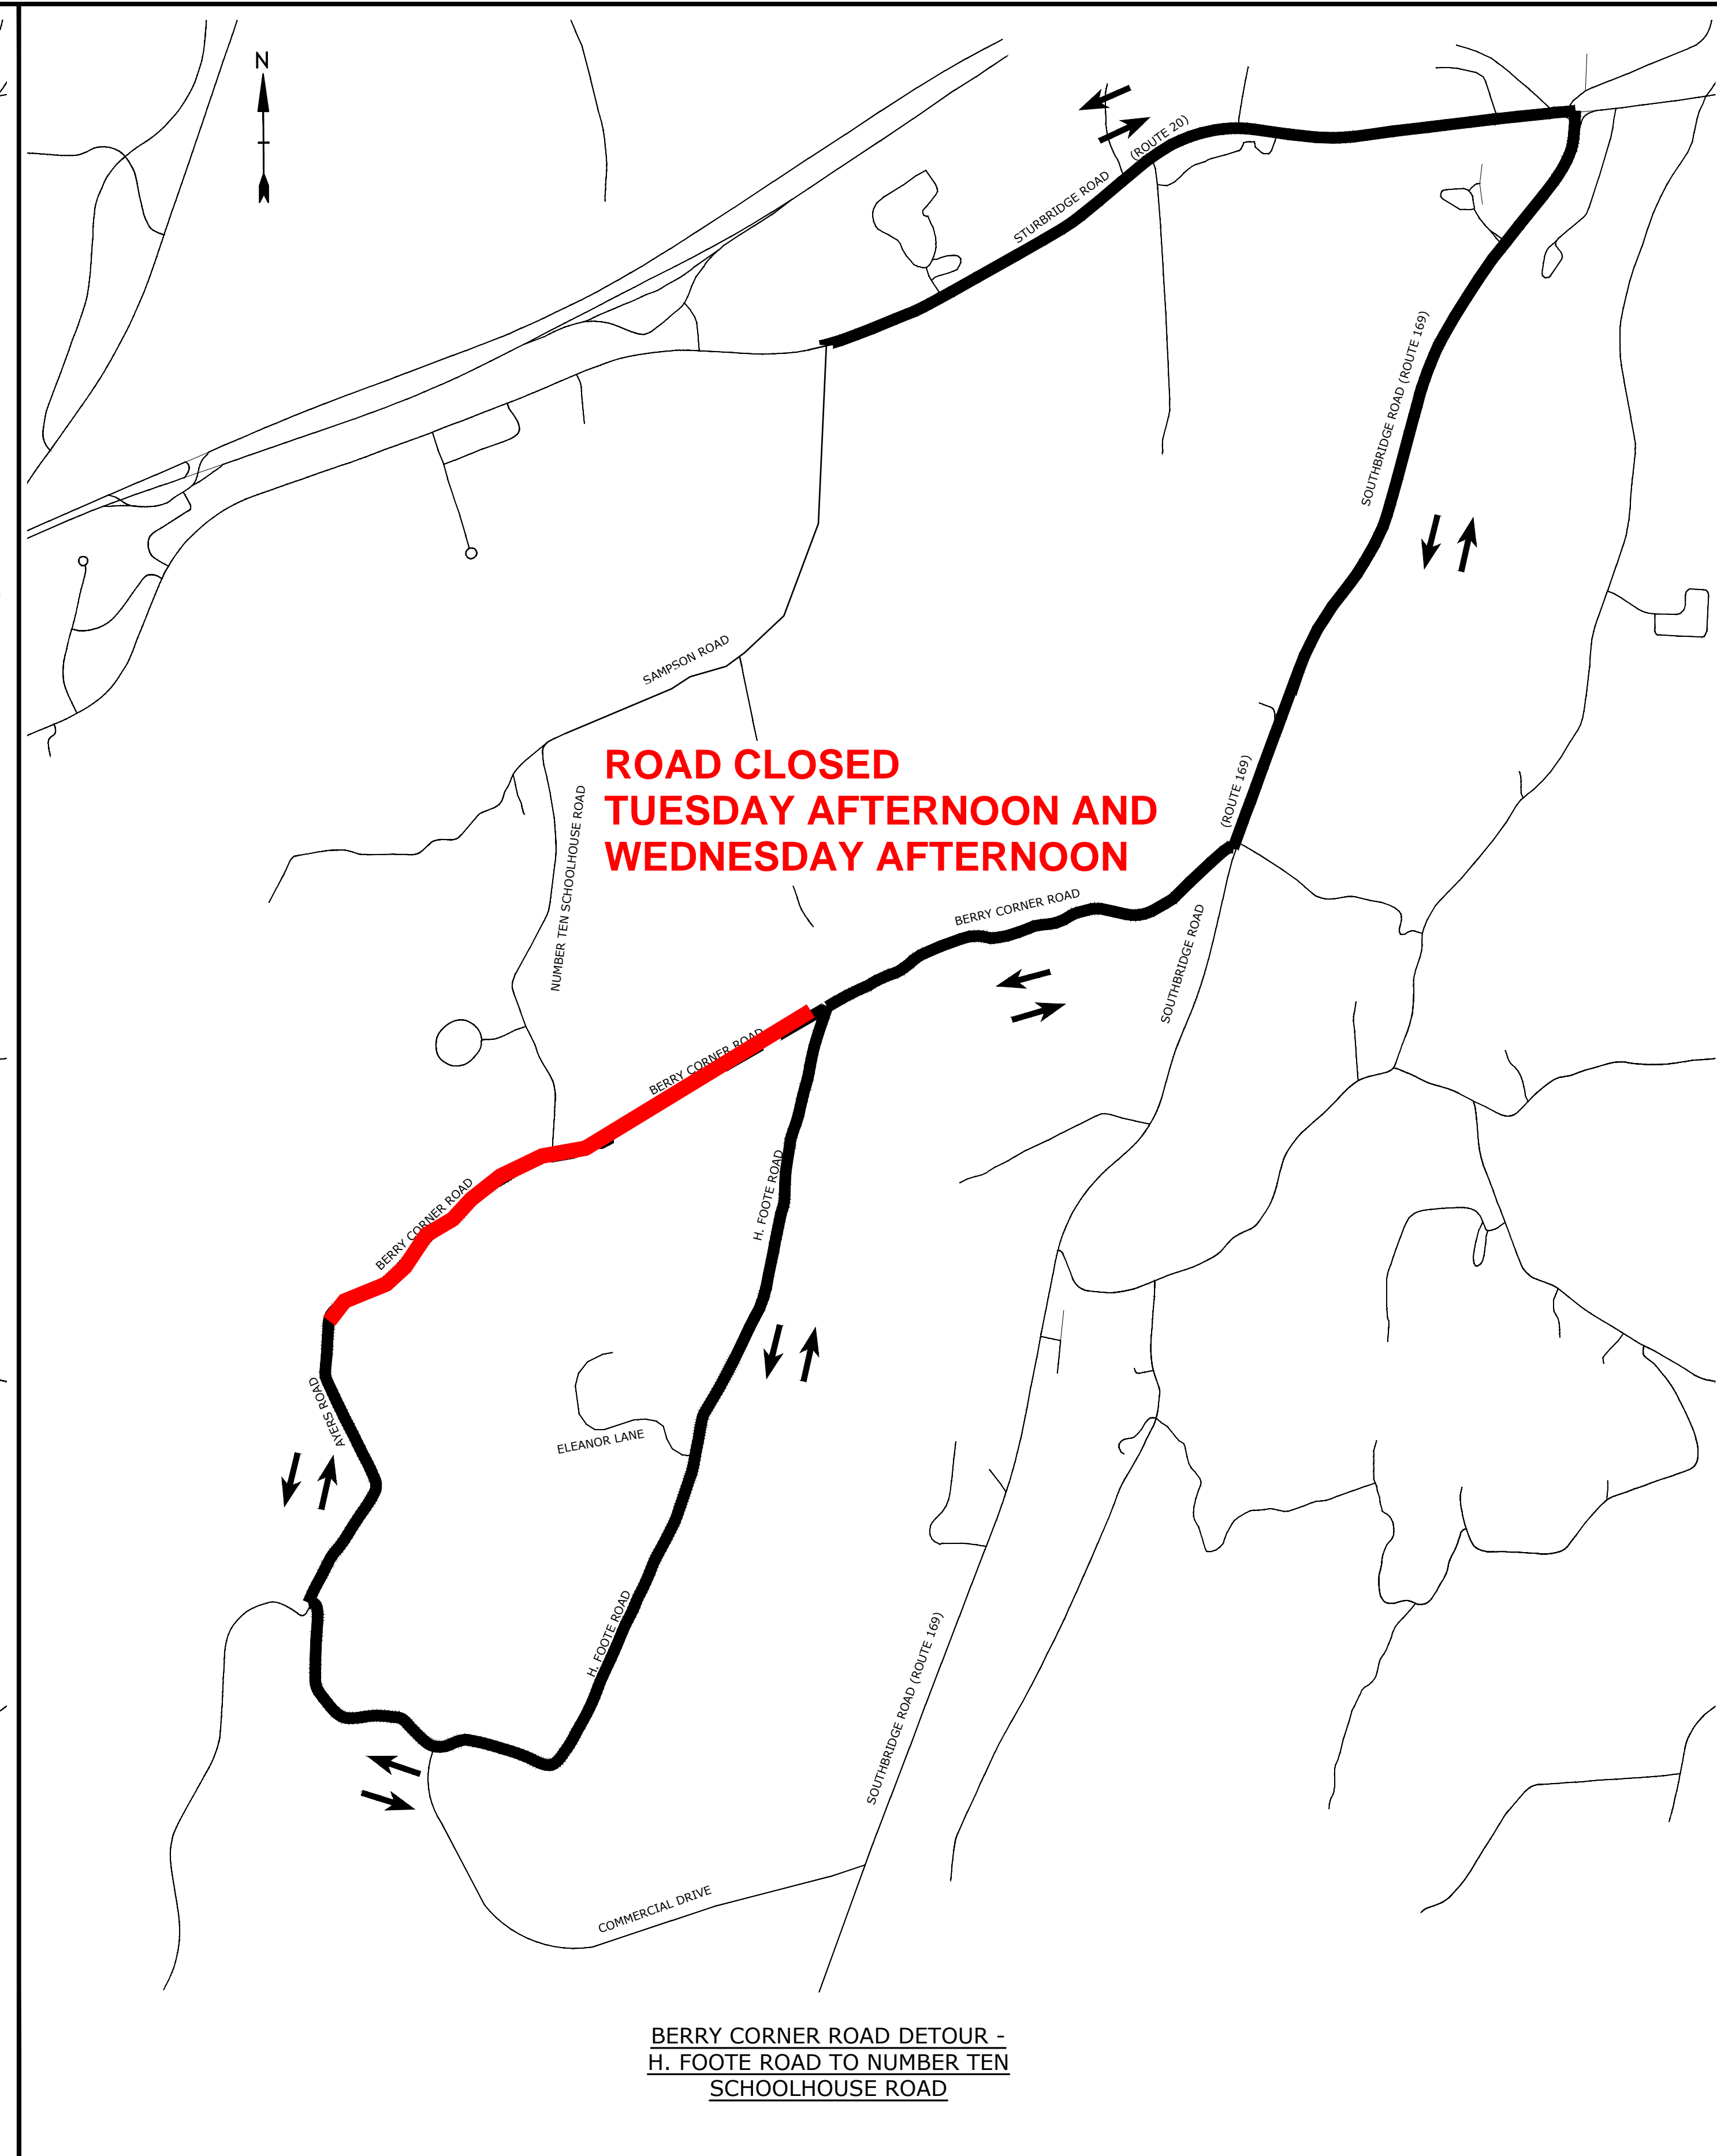 N
(ROUTE 20)
STURBRIDGE ROAD
SOUTHBRIDGE ROAD (ROUTE 169)
SAMPSON ROAD
ROAD CLOSED
TUESDAY AFTERNOON AND
WEDNESDAY AFTERNOON
(ROUTE 169)
NUMBER TEN SCHOOLHOUSE ROAD
BERRY CORNER ROAD
SOUTHBRIDGE ROAD
BERRY CORNER ROAD
H. FOOTE ROAD
BERRY CORNER ROAD
AYERS ROAD
ELEANOR LANE
H. FOOTE ROAD
SOUTHBRIDGE ROAD (ROUTE 169)
COMMERCIAL DRIVE
BERRY CORNER ROAD DETOUR -
H. FOOTE ROAD TO NUMBER TEN
SCHOOLHOUSE ROAD